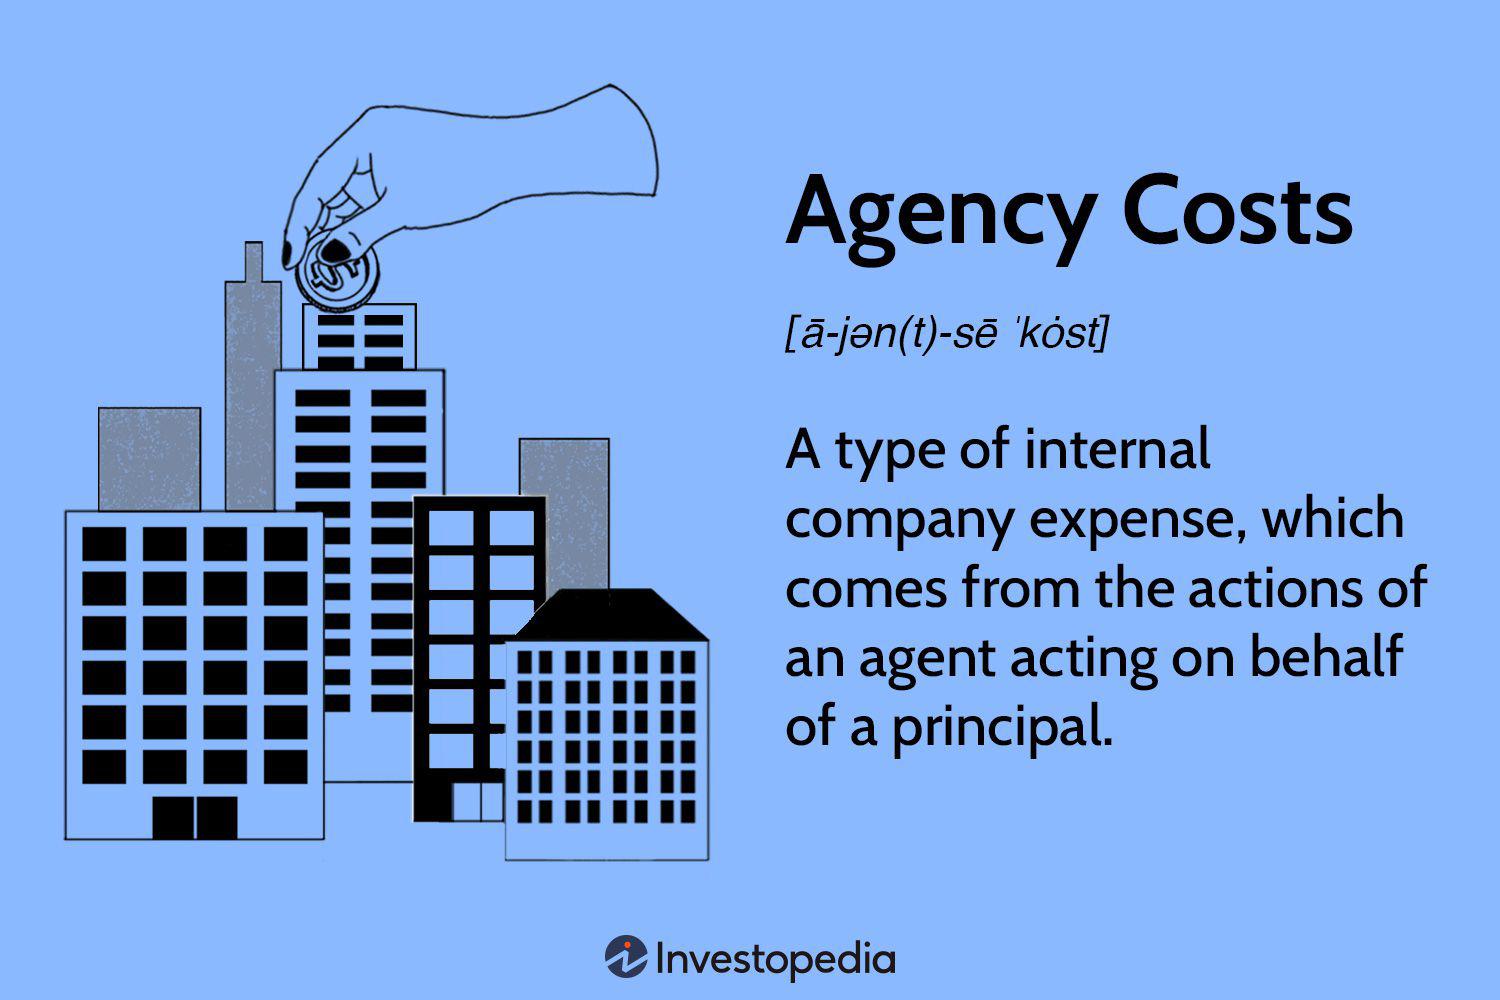 Agency Costs
[ā-jən(t)-sē ˈkȯst]
A type of internal
company expense, which
comes from the actions of
an agent acting on behalf
of a principal.
Investopedia